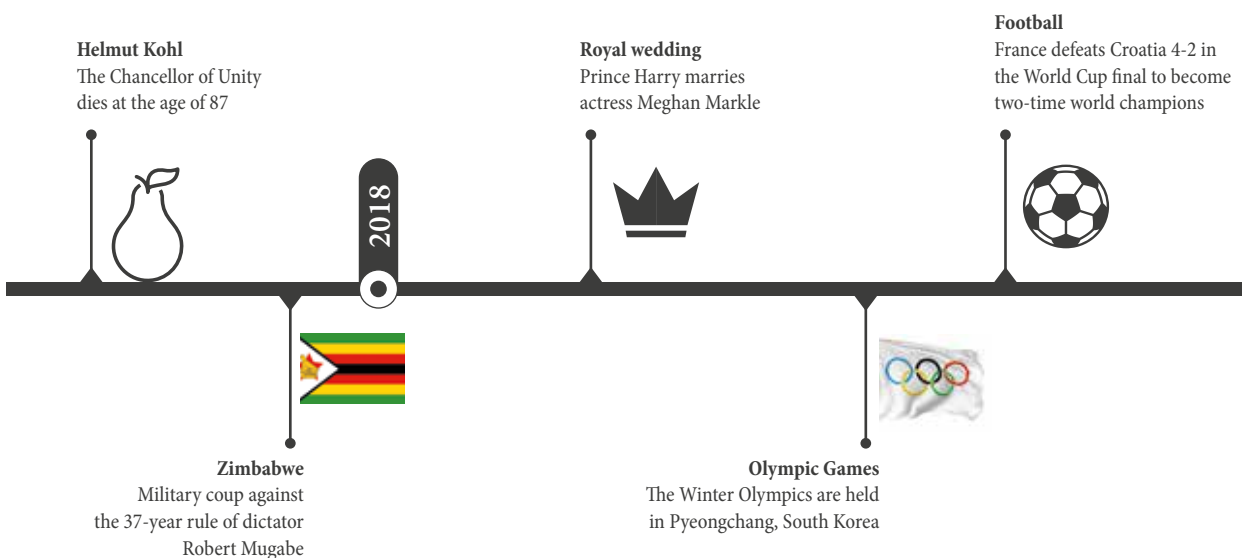 Helmut Kohl
The Chancellor of Unity
dies at the age of 87
Zimbabwe
Military coup against
the 37-year rule of dictator
Robert Mugabe
2018
Royal wedding
Prince Harry marries
actress Meghan Markle
Olympic Games
The Winter Olympics are held
in Pyeongchang, South Korea
Football
France defeats Croatia 4-2 in
the World Cup final to become
two-time world champions